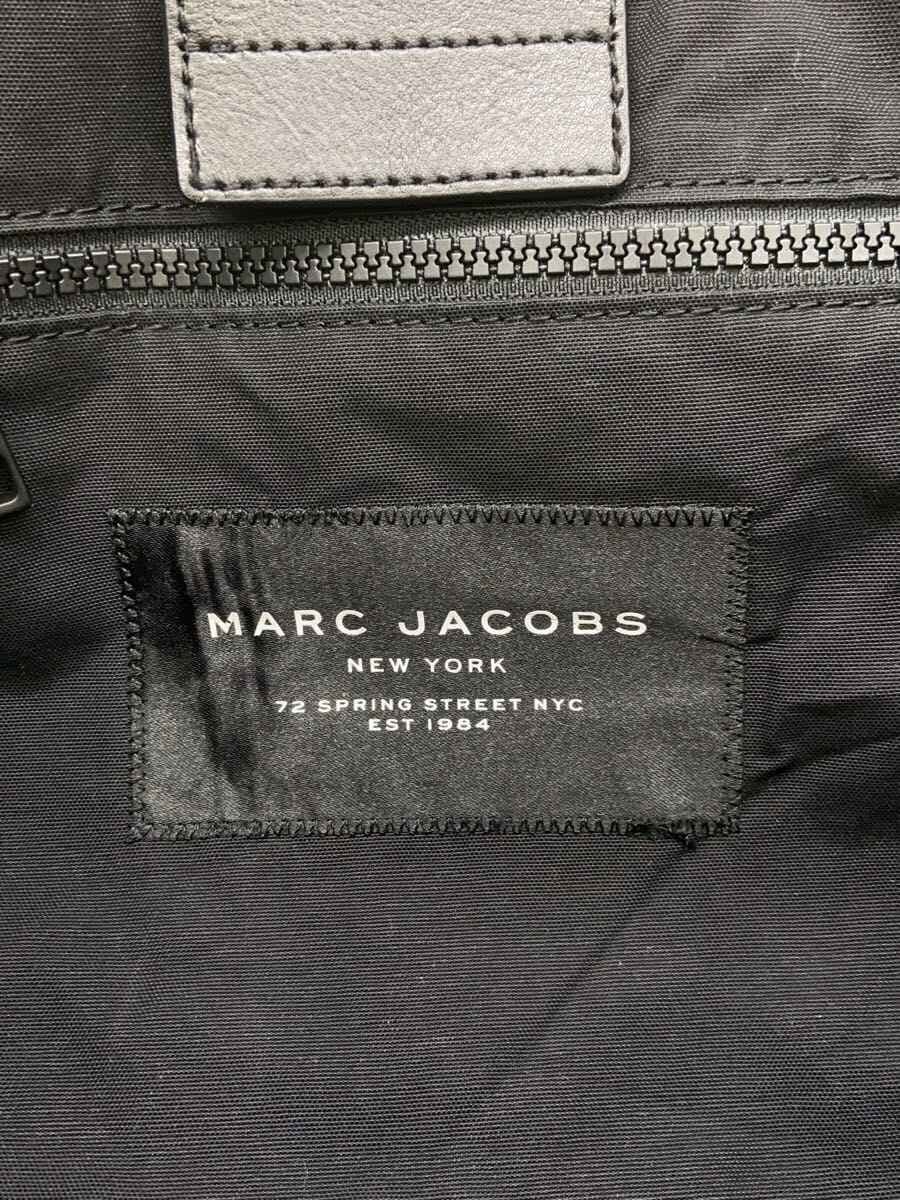 MARC JACOBS
NEW YORK
72 SPRING STREET NYC
EST 1984